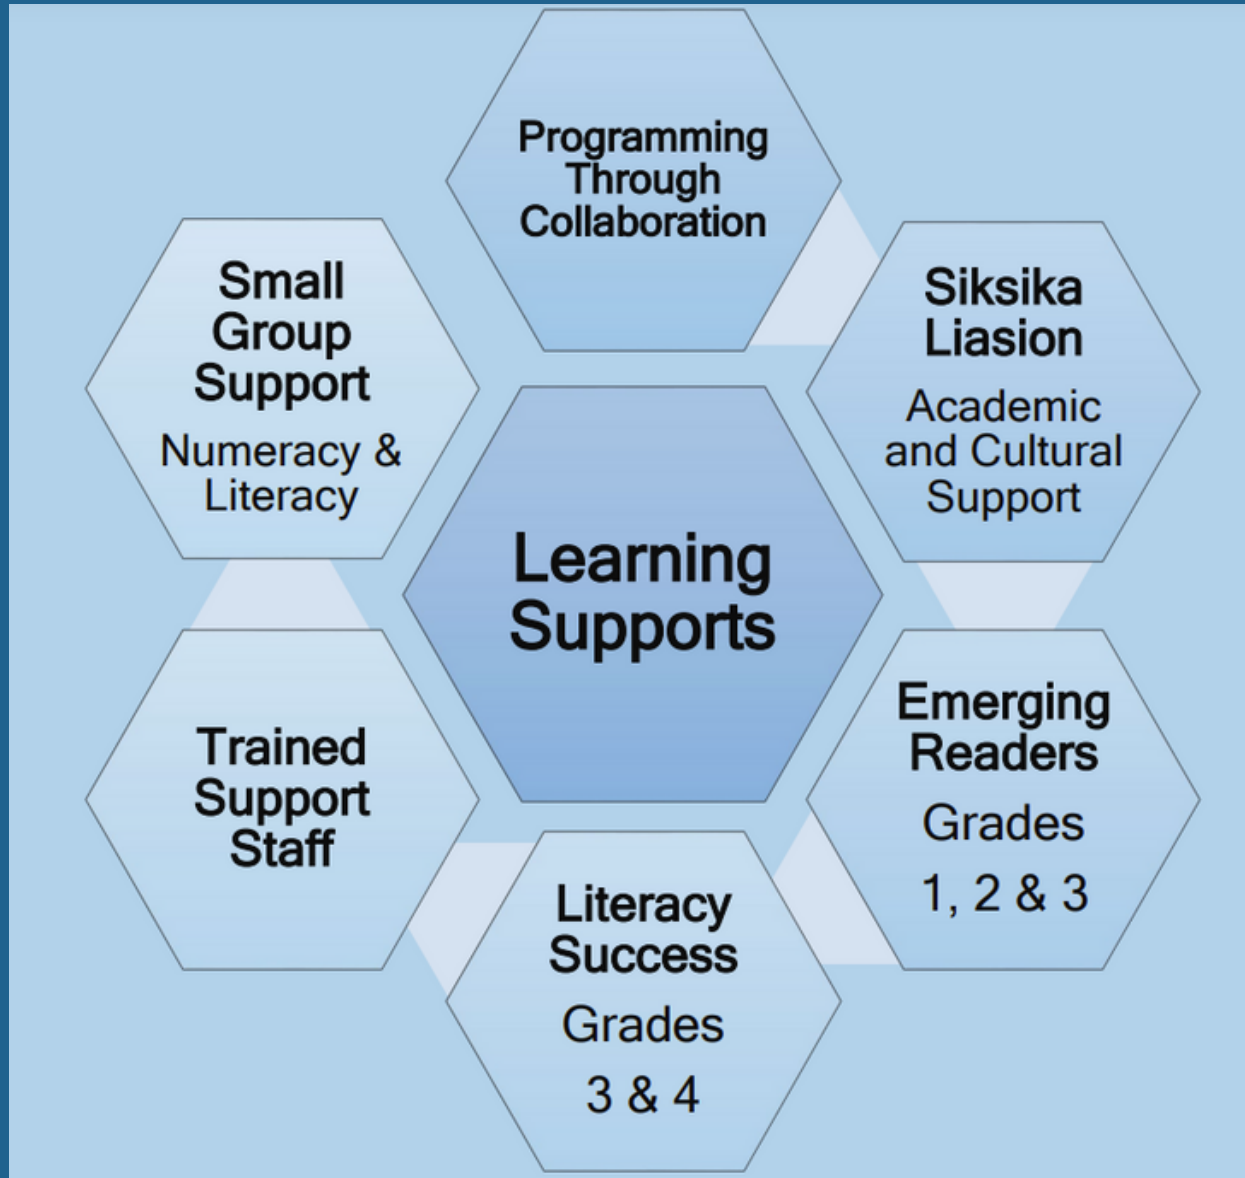 Programming
Through
Collaboration
Siksika
Liasion
Academic
and Cultural
Support
Emerging
Readers
Grades
1, 2 & 3
Literacy
Success
Grades
3 & 4
Trained
Support
Staff
Small
Group
Support
Numeracy &
Literacy
Learning
Supports